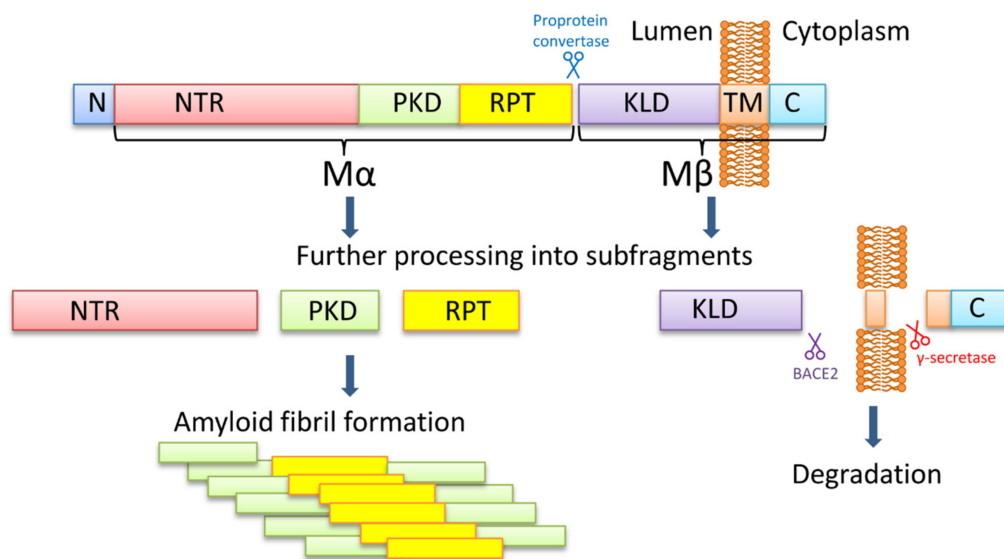 Proprotein
convertase
Lumen
Cytoplasm
N
NTR
PKD
RPT
KLD
TM
C
Mα
Mβ
Further processing into subfragments
NTR
PKD
RPT
KLD
C
BACE2
γ-secretase
Amyloid fibril formation
Degradation